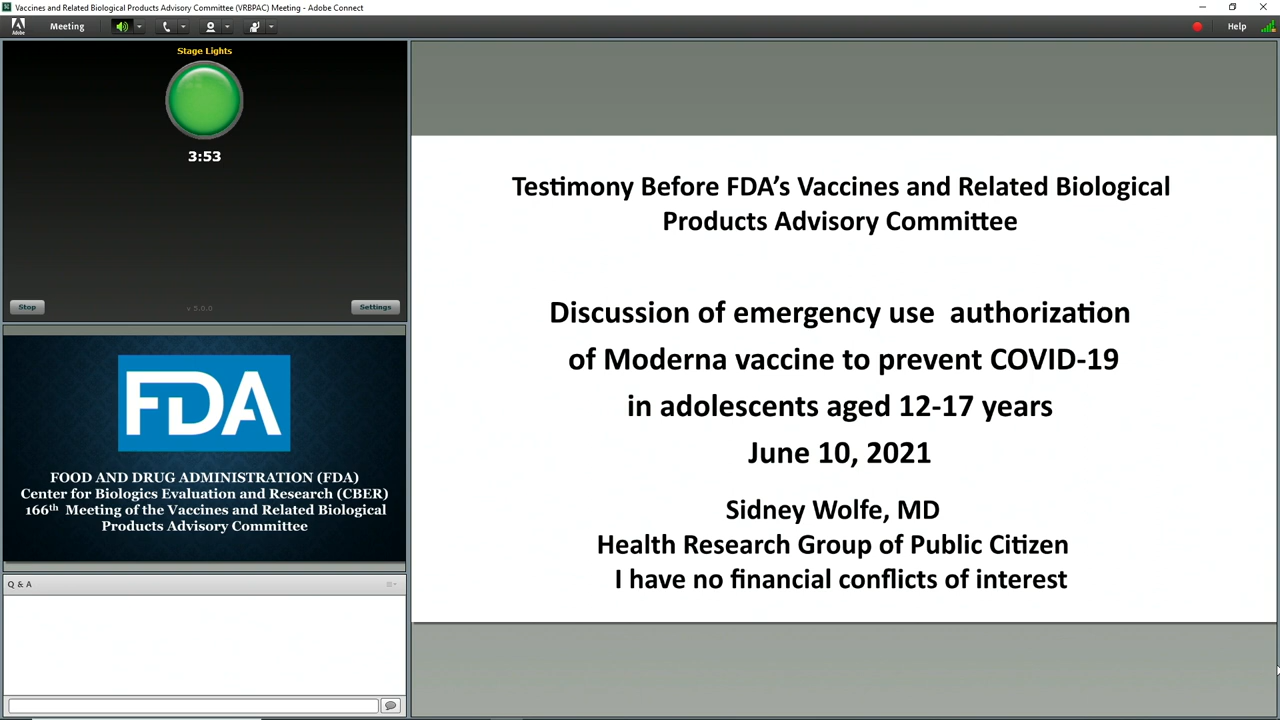 Vaccines and Related Biological Products Advisory Committee (VRBPAC) Meeting - Adobe Connect
Adobe
Meeting
Help
Stage Lights
3:53
Stop
v 5.0.0
Settings
FDA
FOOD AND DRUG ADMINISTRATION (FDA)
Center for Biologics Evaluation and Research (CBER)
166th Meeting of the Vaccines and Related Biological
Products Advisory Committee
Q & A
Testimony Before FDA’s Vaccines and Related Biological
Products Advisory Committee
Discussion of emergency use authorization
of Moderna vaccine to prevent COVID-19
in adolescents aged 12-17 years
June 10, 2021
Sidney Wolfe, MD
Health Research Group of Public Citizen
I have no financial conflicts of interest